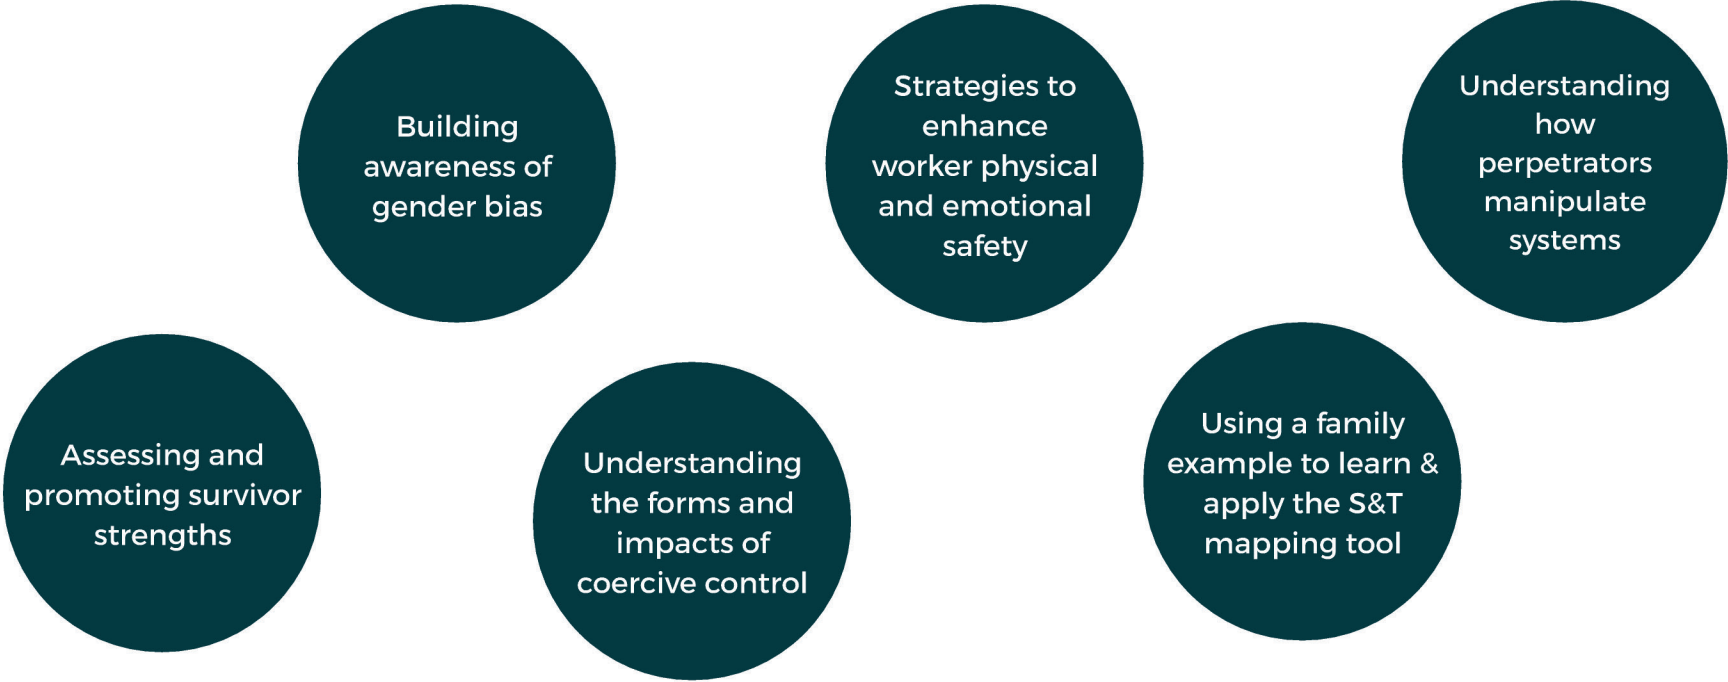 Building
awareness of
gender bias
Strategies to
enhance
worker physical
and emotional
safety
Understanding
how
perpetrators
manipulate
systems
Assessing and
promoting survivor
strengths
Understanding
the forms and
impacts of
coercive control
Using a family
example to learn &
apply the S&T
mapping tool